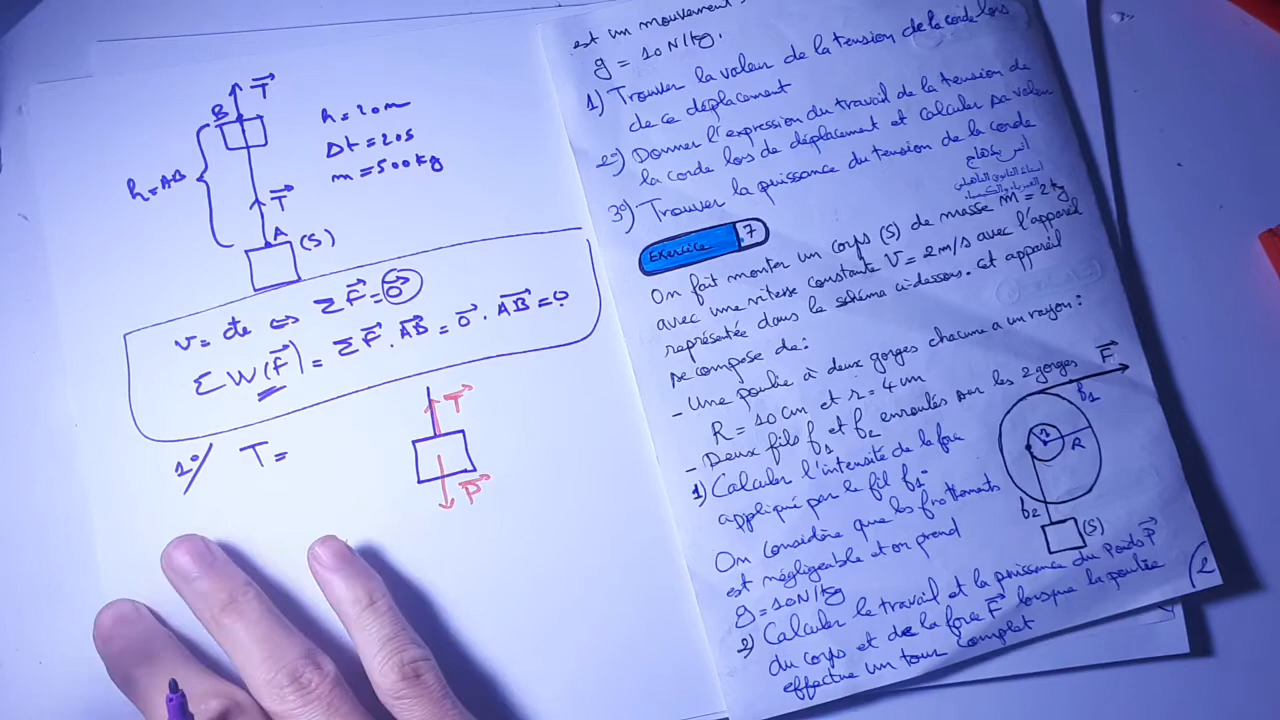 B
T
h = 20m
Δt = 20s
m = 500kg
h = AB
T
A
(S)
v = cte ⇔ ΣF = 0
ΣW(F) = ΣF . AB = 0 . AB = 0
1°/ T =
T
P
est un mouvement
g = 10 N/kg.
1) Trouver la valeur de la tension de la corde lors
de ce déplacement
2°) Donner l'expression du travail de la tension de
la corde lors de déplacement et calculer sa valeur
3°) Trouver la puissance du tension de la corde
Exercice 7
On fait monter un corps (S) de masse m = 2 kg
avec une vitesse constante V = 2m/s avec l'appareil
représentée dans le schéma ci-dessous. cet appareil
se compose de :
- Une poulie à deux gorges chacune a un rayon :
R = 10 cm et r = 4 cm
- Deux fils f1 et f2 enroulés sur les 2 gorges
1) Calculer l'intensité de la force
appliqué par le fil f1.
On considère que les frottements
est négligeable et on prend
g = 10N/kg
2) Calculer le travail et la puissance du Poids P
du corps et de la force F lorsque la poulie
effectue un tour complet
F
f1
r
R
f2
(S)
2